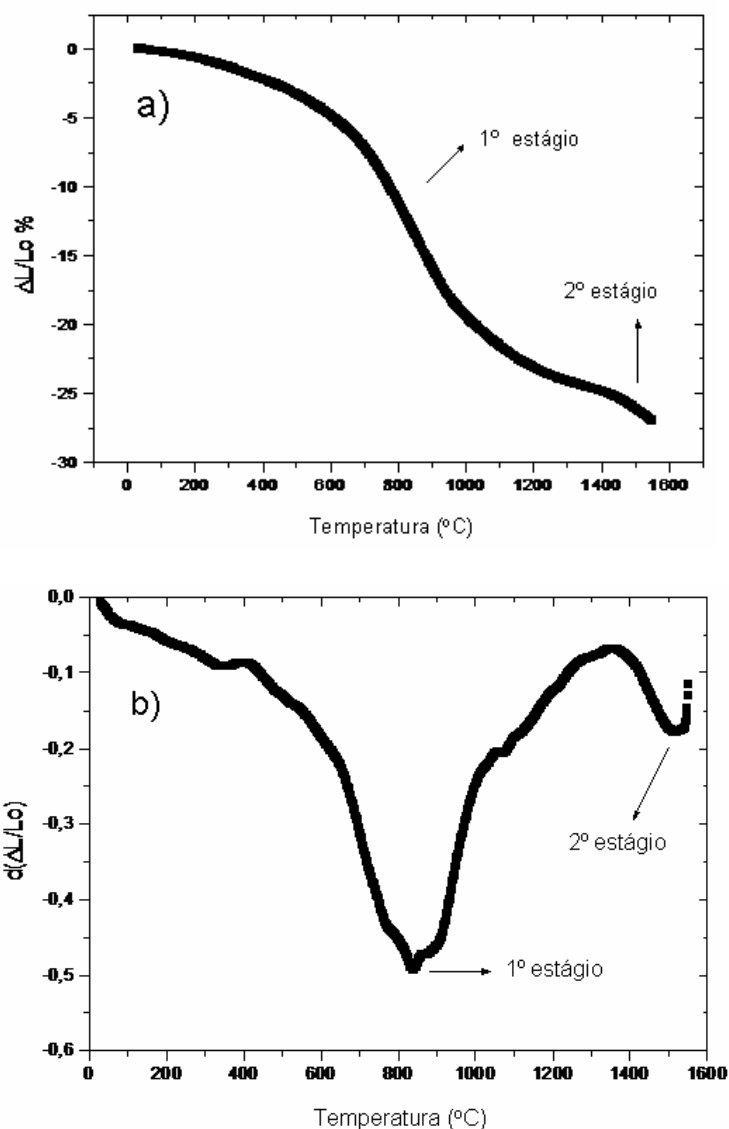 0
a)
-5
1º estágio
-10
-15
ΔL/Lo %
2º estágio
-20
-25
-30
0 200 400 600 800 1000 1200 1400 1600
Temperatura (ºC)
0,0
-0,1
b)
-0,2
2º estágio
-0,3
d(ΔL/Lo)
-0,4
1º estágio
-0,5
-0,6
0 200 400 600 800 1000 1200 1400 1600
Temperatura (ºC)